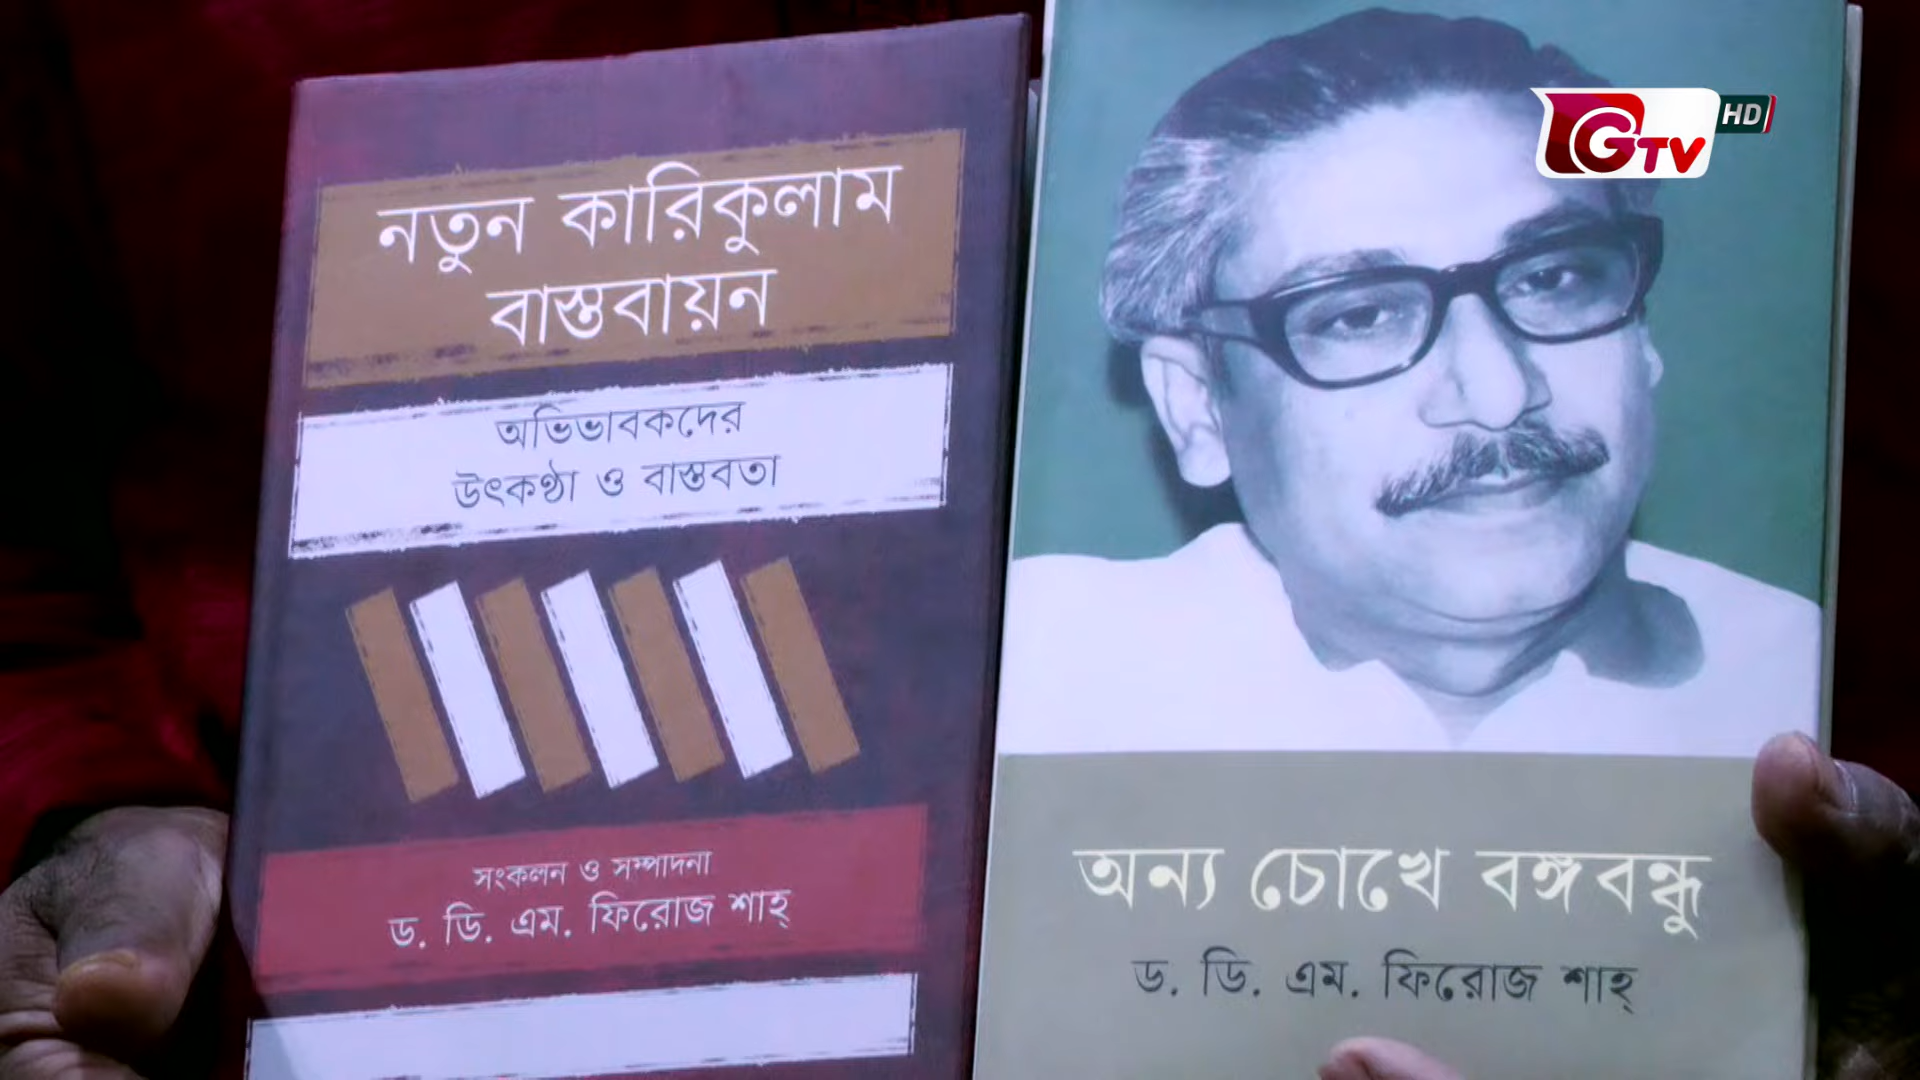 নতুন কারিকুলাম
বাস্তবায়ন
অভিভাবকদের
উৎকণ্ঠা ও বাস্তবতা
সংকলন ও সম্পাদনা
ড. ডি. এম. ফিরোজ শাহ্
অন্য চোখে বঙ্গবন্ধু
ড. ডি. এম. ফিরোজ শাহ্
GTV HD